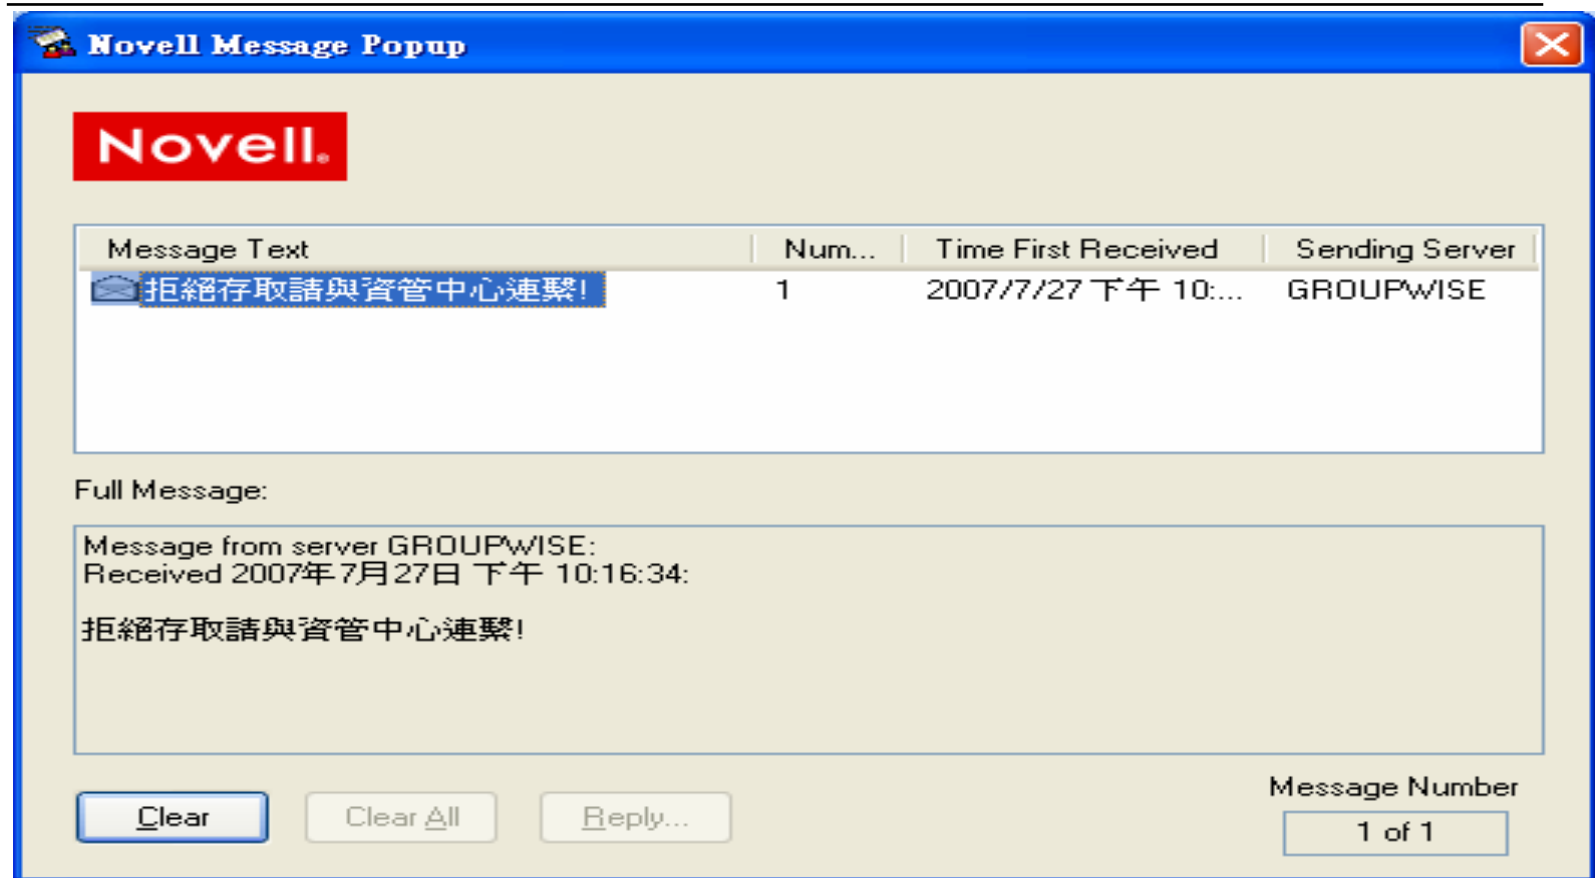 Novell Message Popup
Novell.
Message Text Num... Time First Received Sending Server
拒絕存取請與資管中心連繫! 1 2007/7/27 下午 10:... GROUPWISE
Full Message:
Message from server GROUPWISE:
Received 2007年7月27日 下午 10:16:34:
拒絕存取請與資管中心連繫!
Message Number
Clear Clear All Reply... 1 of 1